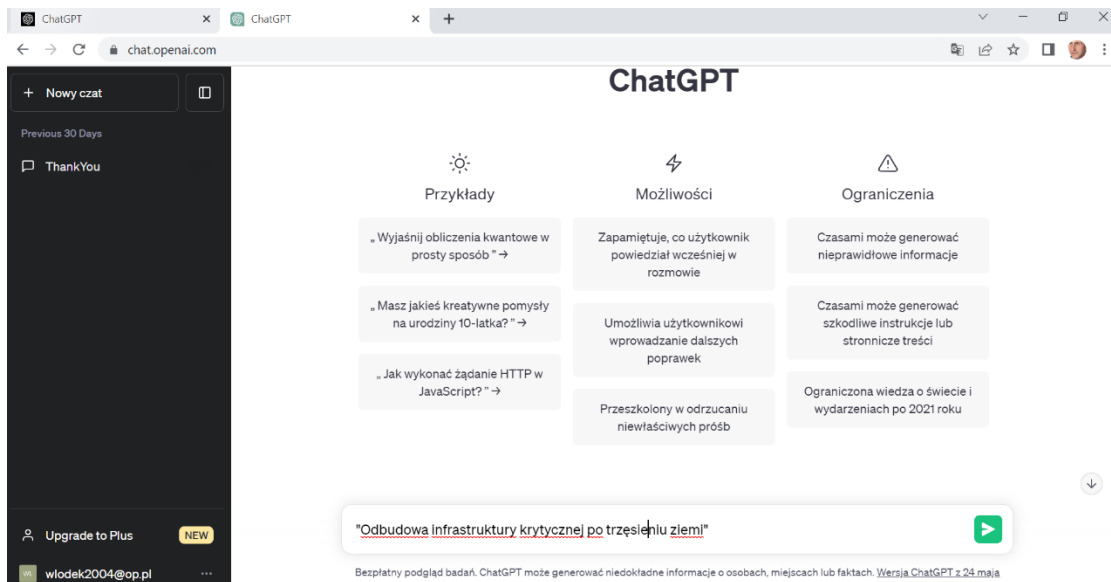 ChatGPT
ChatGPT
chat.openai.com
Nowy czat
Previous 30 Days
ThankYou
Upgrade to Plus
NEW
wlodek2004@op.pl
ChatGPT
Przykłady
„ Wyjaśnij obliczenia kwantowe w
prosty sposób ” →
„ Masz jakieś kreatywne pomysły
na urodziny 10-latka? ” →
„ Jak wykonać żądanie HTTP w
JavaScript? ” →
Możliwości
Zapamiętuje, co użytkownik
powiedział wcześniej w
rozmowie
Umożliwia użytkownikowi
wprowadzanie dalszych
poprawek
Przeszkolony w odrzucaniu
niewłaściwych próśb
Ograniczenia
Czasami może generować
nieprawidłowe informacje
Czasami może generować
szkodliwe instrukcje lub
stronnicze treści
Ograniczona wiedza o świecie i
wydarzeniach po 2021 roku
"Odbudowa infrastruktury krytycznej po trzęsieniu ziemi"
Bezpłatny podgląd badań. ChatGPT może generować niedokładne informacje o osobach, miejscach lub faktach. Wersja ChatGPT z 24 maja